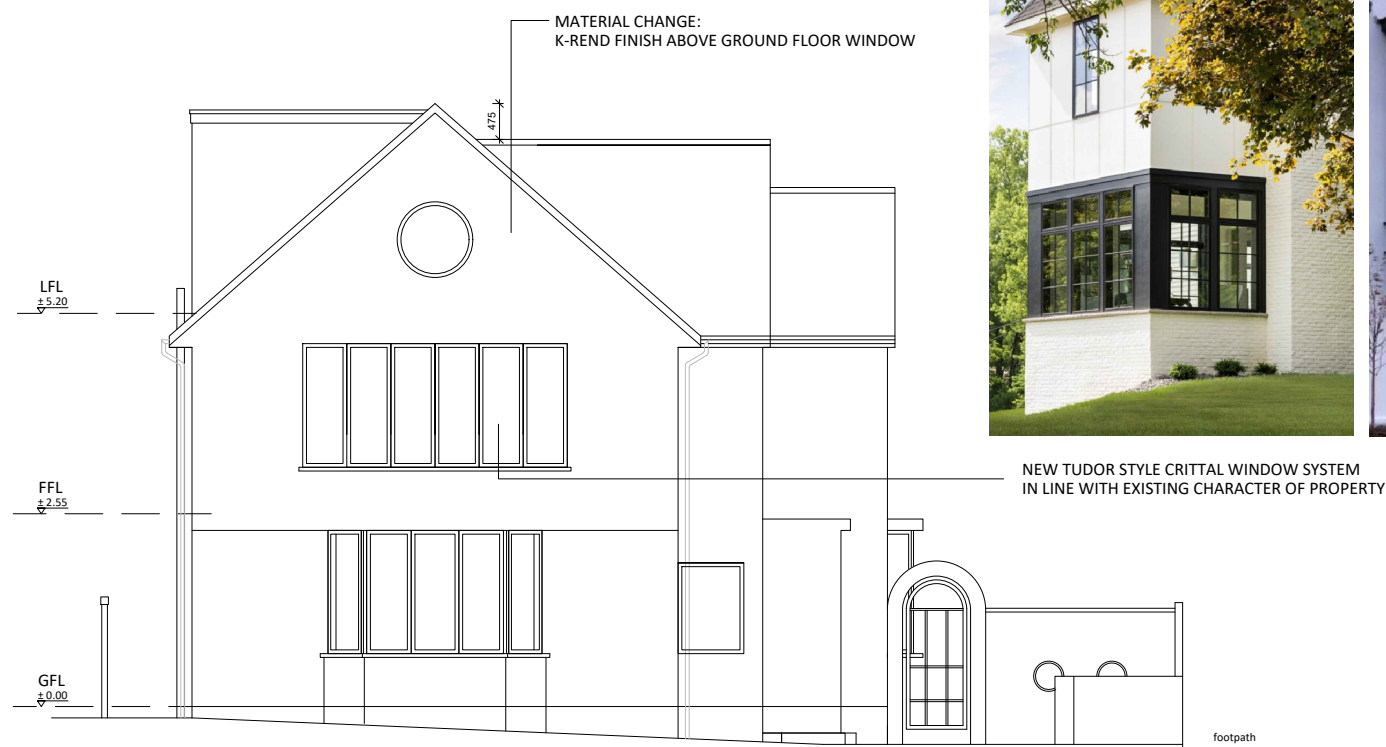 MATERIAL CHANGE:
K-REND FINISH ABOVE GROUND FLOOR WINDOW
475
LFL
±5.20
NEW TUDOR STYLE CRITTAL WINDOW SYSTEM
IN LINE WITH EXISTING CHARACTER OF PROPERTY
FFL
±2.55
GFL
±0.00
footpath